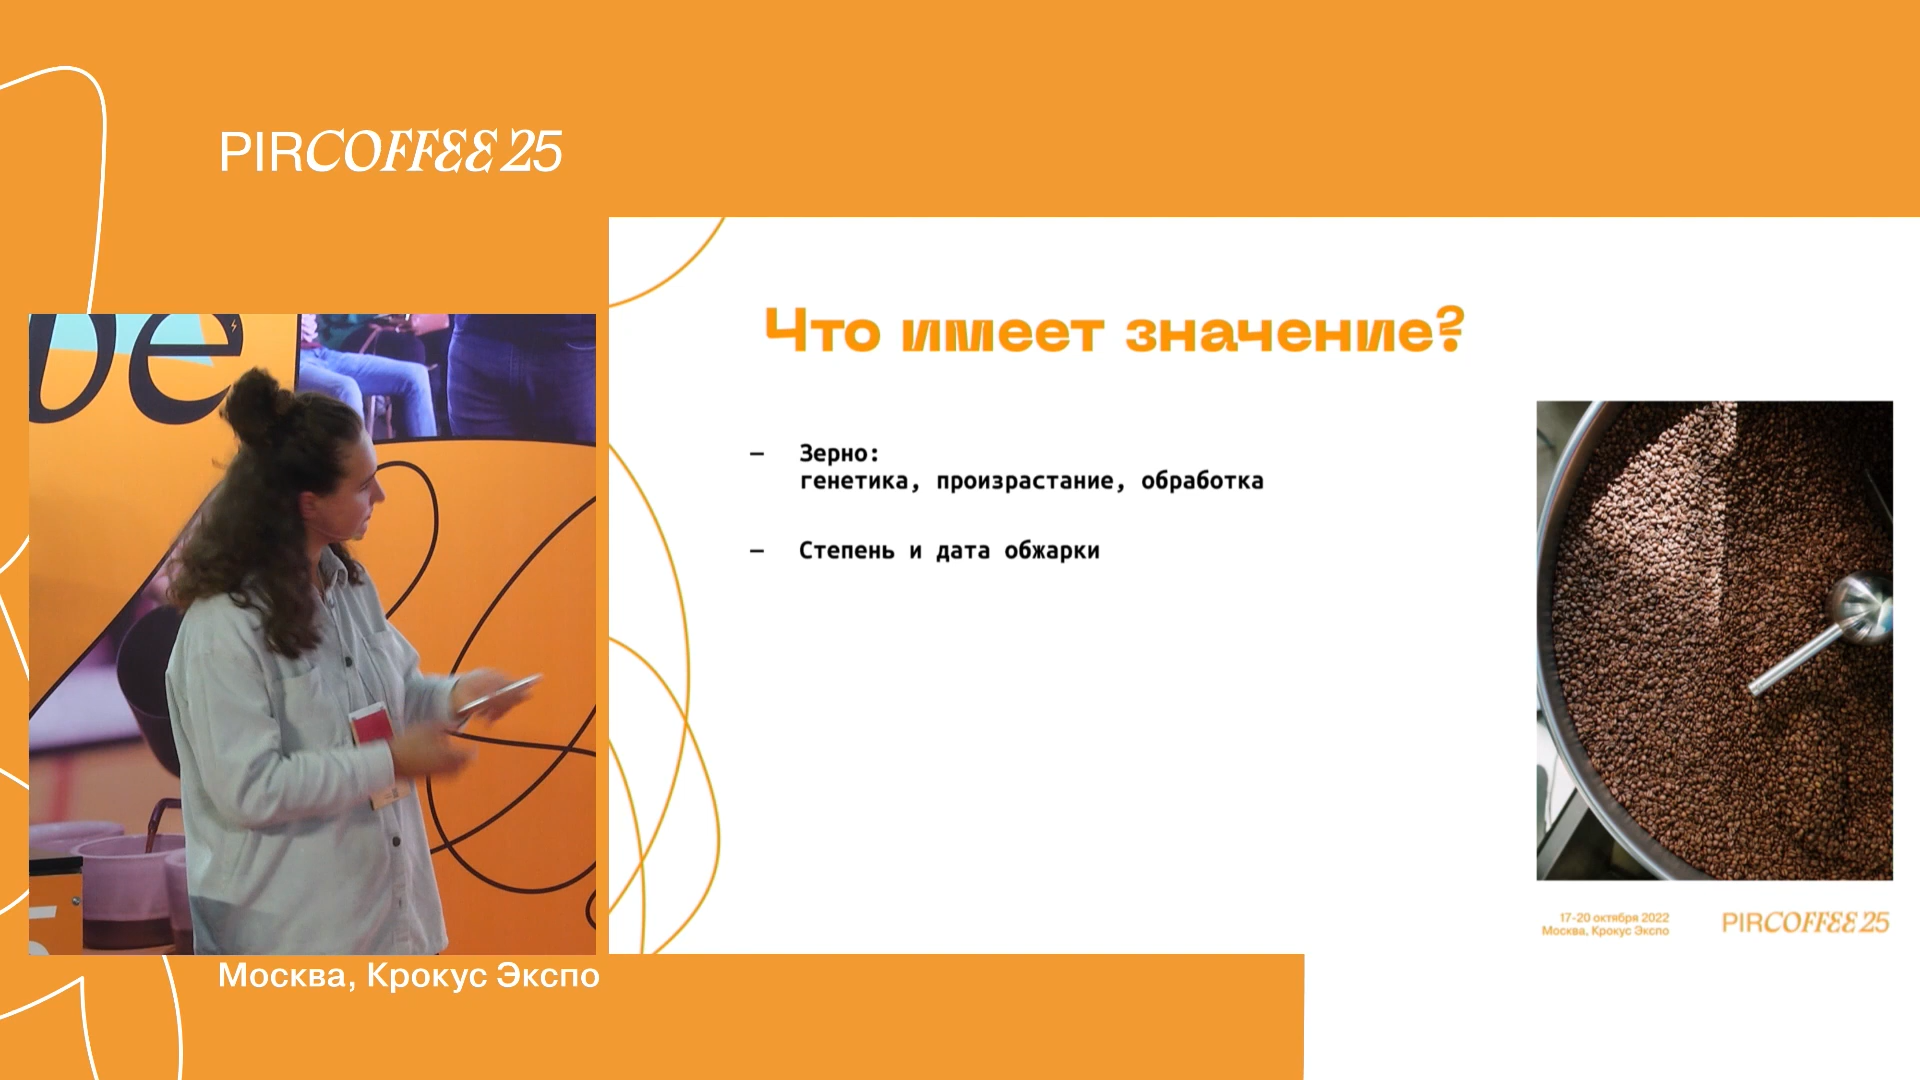 PIRCOFFEE 25
be
Что имеет значение?
– Зерно:
генетика, произрастание, обработка
– Степень и дата обжарки
17-20 октября 2022
Москва, Крокус Экспо
PIRCOFFEE 25
Москва, Крокус Экспо